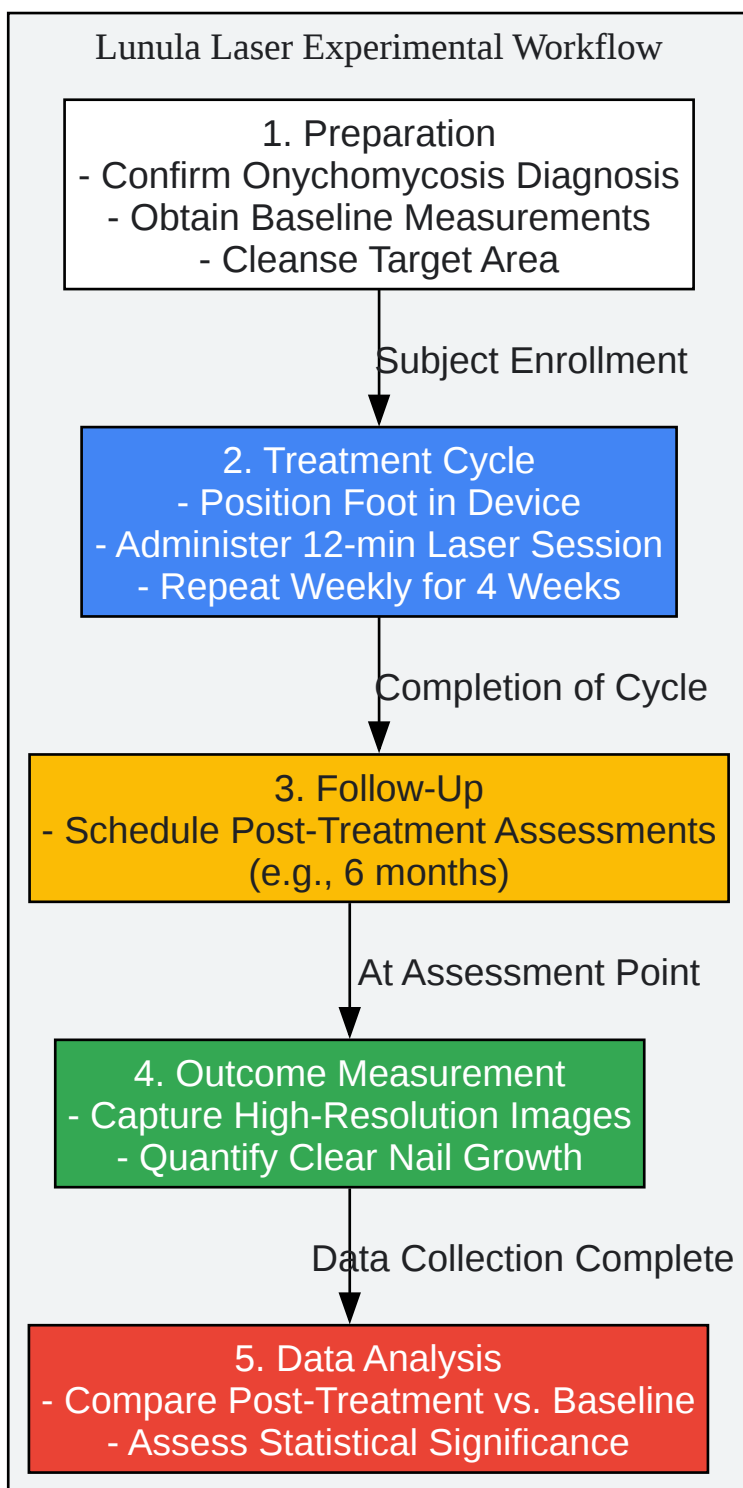 Lunula Laser Experimental Workflow
1. Preparation
- Confirm Onychomycosis Diagnosis
- Obtain Baseline Measurements
- Cleanse Target Area
Subject Enrollment
2. Treatment Cycle
- Position Foot in Device
- Administer 12-min Laser Session
- Repeat Weekly for 4 Weeks
Completion of Cycle
3. Follow-Up
- Schedule Post-Treatment Assessments
(e.g., 6 months)
At Assessment Point
4. Outcome Measurement
- Capture High-Resolution Images
- Quantify Clear Nail Growth
Data Collection Complete
5. Data Analysis
- Compare Post-Treatment vs. Baseline
- Assess Statistical Significance